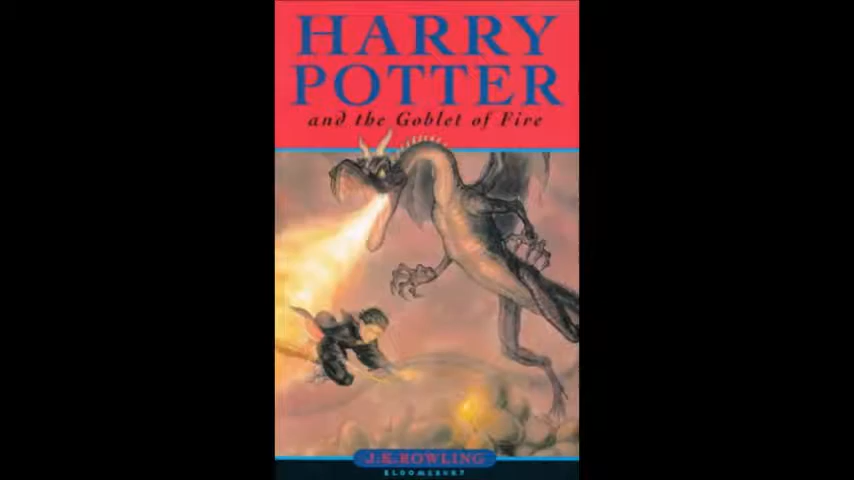 HARRY
POTTER
and the Goblet of Fire
J.K.ROWLING
BLOOMSBURY